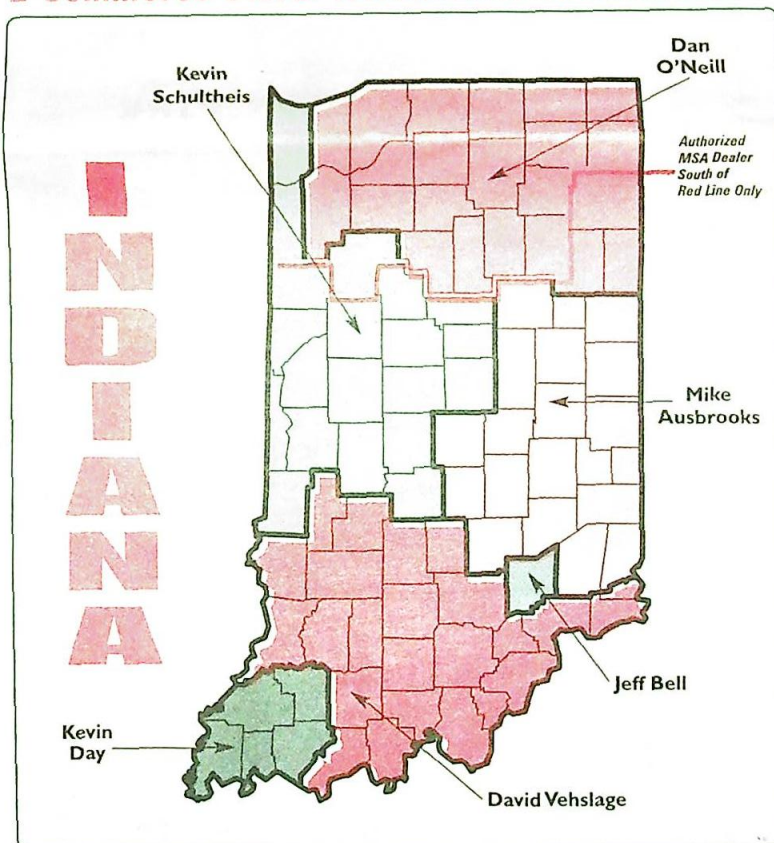 Kevin
Schultheis
Dan
O'Neill
Authorized
MSA Dealer
South of
Red Line Only
INDIANA
Mike
Ausbrooks
Jeff Bell
Kevin
Day
David Vehslage